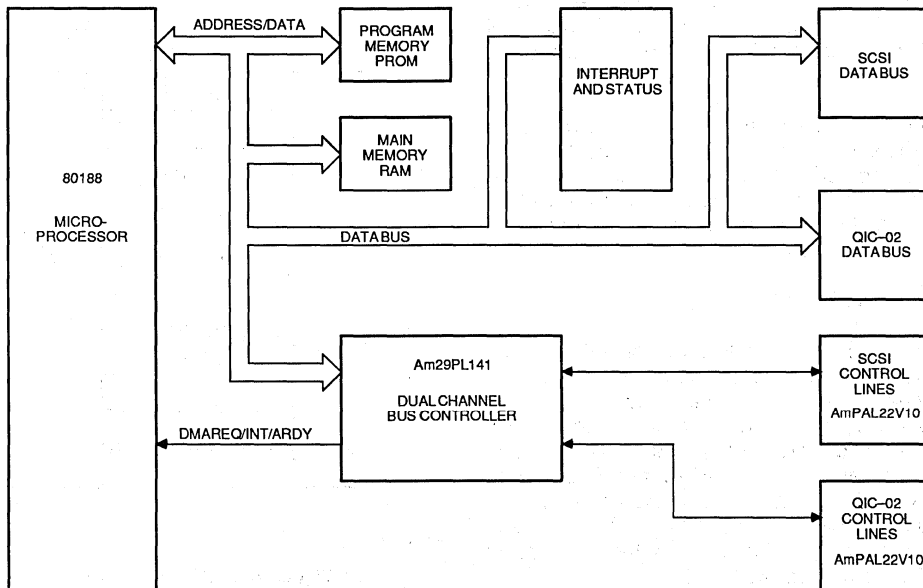 ADDRESS/DATA
PROGRAM
MEMORY
PROM
INTERRUPT
AND STATUS
SCSI
DATA BUS
MAIN
MEMORY
RAM
80188
MICRO-
PROCESSOR
DATA BUS
QIC–02
DATA BUS
Am29PL141
DUAL CHANNEL
BUS CONTROLLER
SCSI
CONTROL
LINES
AmPAL22V10
DMAREQ/INT/ARDY
QIC–02
CONTROL
LINES
AmPAL22V10